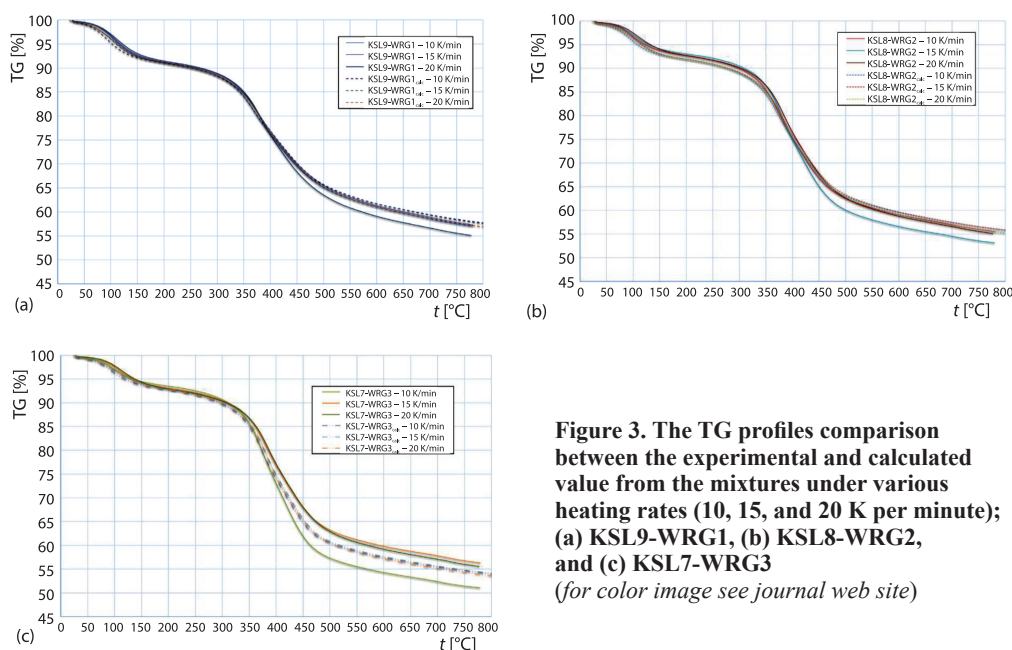 TG [%]
100
95
90
85
80
75
70
65
60
55
50
45
0 50 100 150 200 250 300 350 400 450 500 550 600 650 700 750 800
t [°C]
(a)
KSL9-WRG1 – 10 K/min
KSL9-WRG1 – 15 K/min
KSL9-WRG1 – 20 K/min
KSL9-WRG1calc – 10 K/min
KSL9-WRG1calc – 15 K/min
KSL9-WRG1calc – 20 K/min
TG [%]
100
95
90
85
80
75
70
65
60
55
50
45
0 50 100 150 200 250 300 350 400 450 500 550 600 650 700 750 800
t [°C]
(b)
KSL8-WRG2 – 10 K/min
KSL8-WRG2 – 15 K/min
KSL8-WRG2 – 20 K/min
KSL8-WRG2calc – 10 K/min
KSL8-WRG2calc – 15 K/min
KSL8-WRG2calc – 20 K/min
TG [%]
100
95
90
85
80
75
70
65
60
55
50
45
0 50 100 150 200 250 300 350 400 450 500 550 600 650 700 750 800
t [°C]
(c)
KSL7-WRG3 – 10 K/min
KSL7-WRG3 – 15 K/min
KSL7-WRG3 – 20 K/min
KSL7-WRG3calc – 10 K/min
KSL7-WRG3calc – 15 K/min
KSL7-WRG3calc – 20 K/min
Figure 3. The TG profiles comparison
between the experimental and calculated
value from the mixtures under various
heating rates (10, 15, and 20 K per minute);
(a) KSL9-WRG1, (b) KSL8-WRG2,
and (c) KSL7-WRG3
(for color image see journal web site)